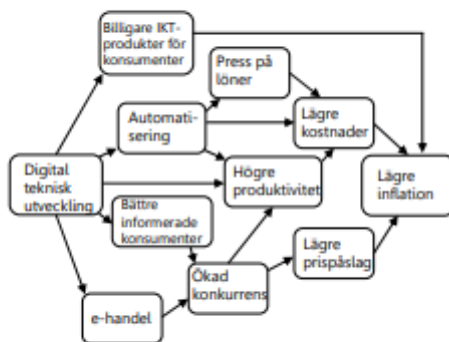 Billigare IKT-
produkter för
konsumenter
Press på
löner
Automati-
sering
Lägre
kostnader
Digital
teknisk
utveckling
Högre
produktivitet
Lägre
inflation
Bättre
informerade
konsumenter
Lägre
prispåslag
Ökad
konkurrens
e-handel